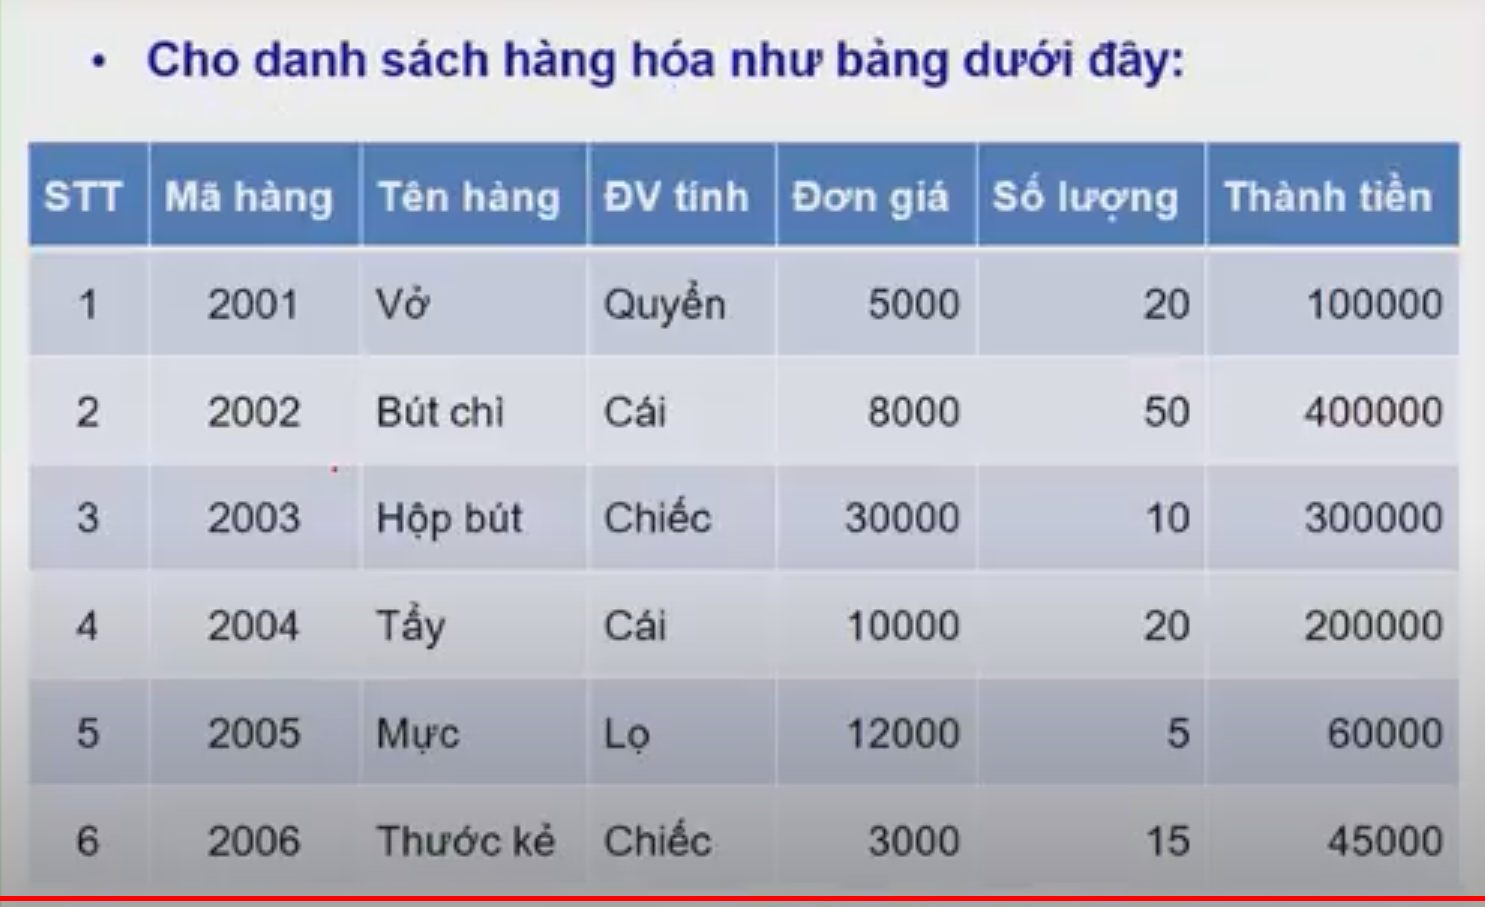 • Cho danh sách hàng hóa như bảng dưới đây:
STT Mã hàng Tên hàng ĐV tính Đơn giá Số lượng Thành tiền
1 2001 Vở Quyển 5000 20 100000
2 2002 Bút chì Cái 8000 50 400000
3 2003 Hộp bút Chiếc 30000 10 300000
4 2004 Tẩy Cái 10000 20 200000
5 2005 Mực Lọ 12000 5 60000
6 2006 Thước kẻ Chiếc 3000 15 45000